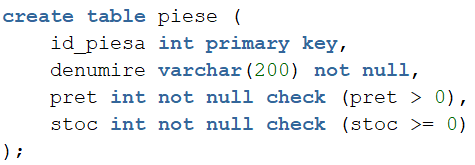 create table piese (
    id_piesa int primary key,
    denumire varchar(200) not null,
    pret int not null check (pret > 0),
    stoc int not null check (stoc >= 0)
);